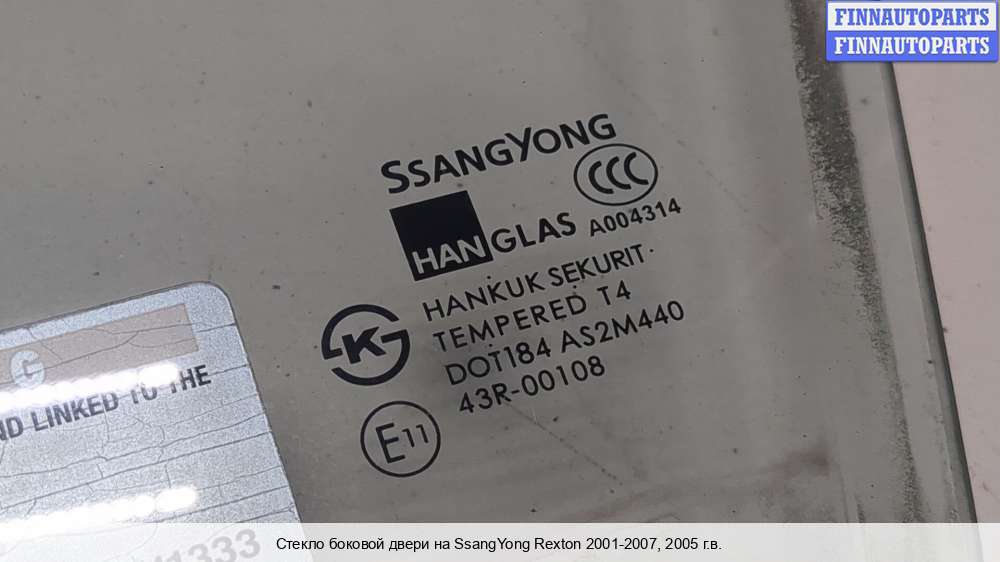 FINNAUTOPARTS
FINNAUTOPARTS
SSANGYONG
CCC
HANGLAS A004314
HANKUK SEKURIT
TEMPERED T4
DOT184 AS2M440
43R-00108
K
E11
G
LINKED TO THE
1333
Стекло боковой двери на SsangYong Rexton 2001-2007, 2005 г.в.